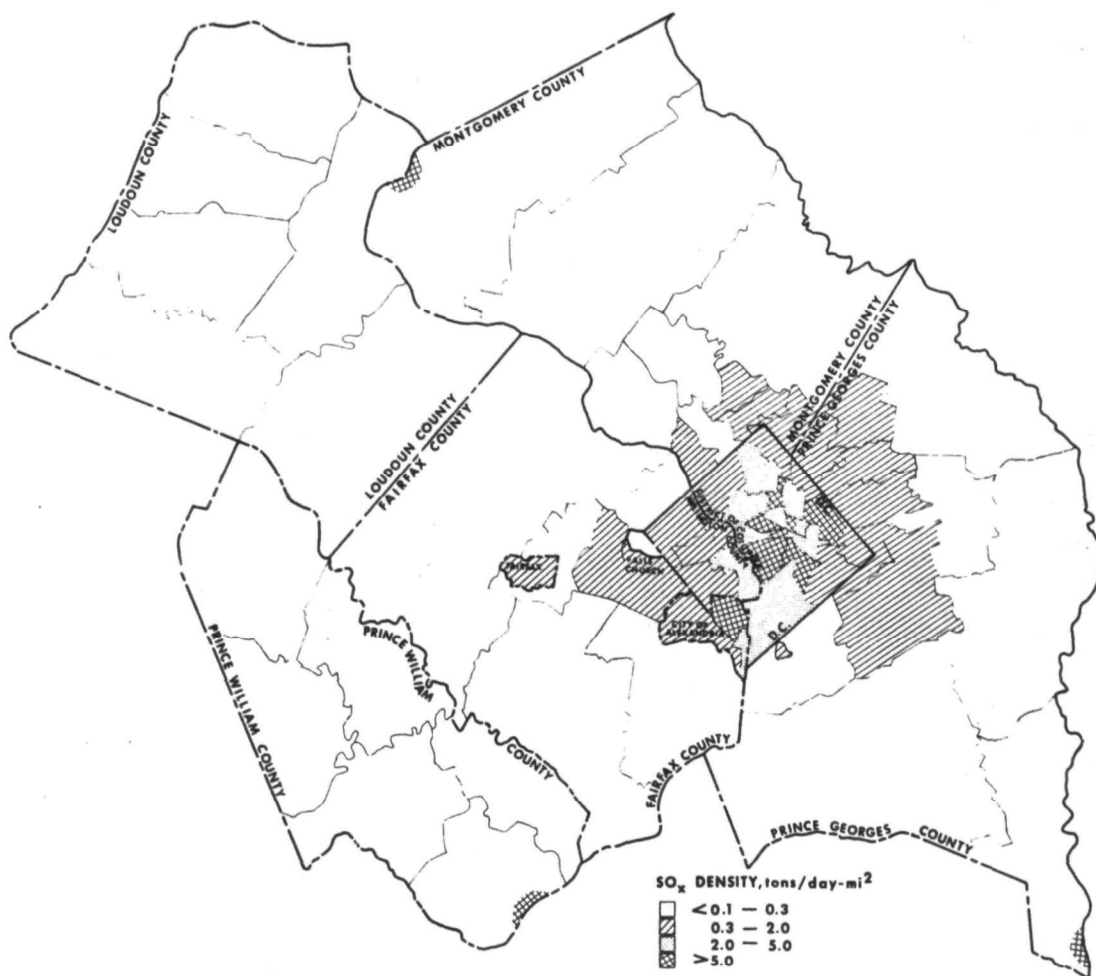 MONTGOMERY COUNTY
LOUDOUN COUNTY
MONTGOMERY COUNTY
PRINCE GEORGES COUNTY
LOUDOUN COUNTY
FAIRFAX COUNTY
D.C.
FALLS
CHURCH
FAIRFAX
CITY OF
ALEXANDRIA
D.C.
PRINCE WILLIAM
PRINCE WILLIAM COUNTY
COUNTY
FAIRFAX COUNTY
PRINCE GEORGES COUNTY
SOx DENSITY, tons/day-mi²
<0.1 — 0.3
0.3 — 2.0
2.0 — 5.0
>5.0